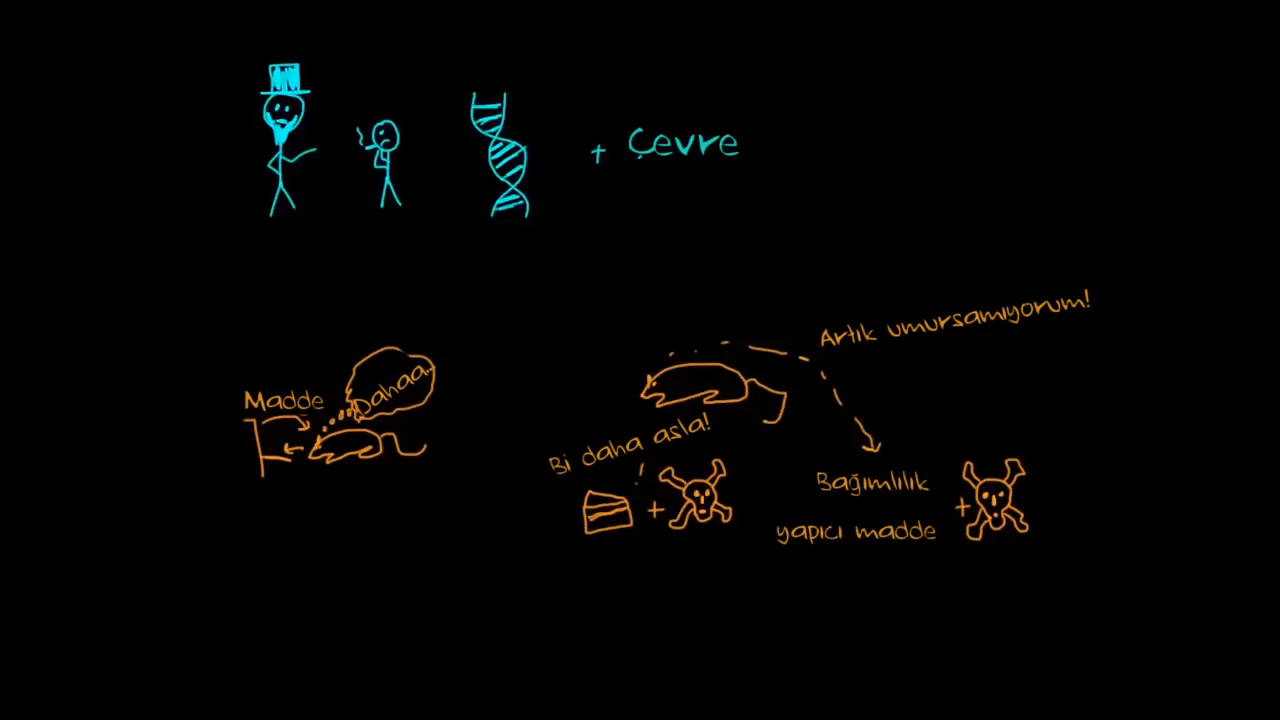 + Çevre
Artık umursamıyorum!
Madde
Dahaa..
Bi daha asla!
+
Bağımlılık
yapıcı madde
+